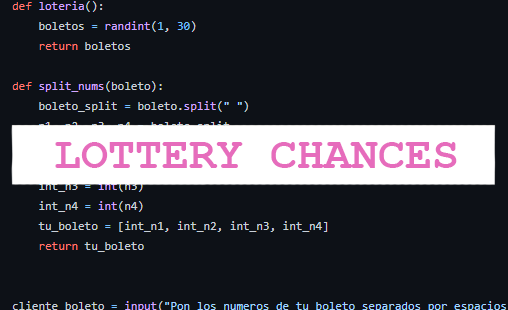 def loteria():
    boletos = randint(1, 30)
    return boletos
def split_nums(boleto):
    boleto_split = boleto.split(" ")
LOTTERY CHANCES
    int_n3 = int(n3)
    int_n4 = int(n4)
    tu_boleto = [int_n1, int_n2, int_n3, int_n4]
    return tu_boleto
cliente_boleto = input("Pon los numeros de tu boleto separados por espacios